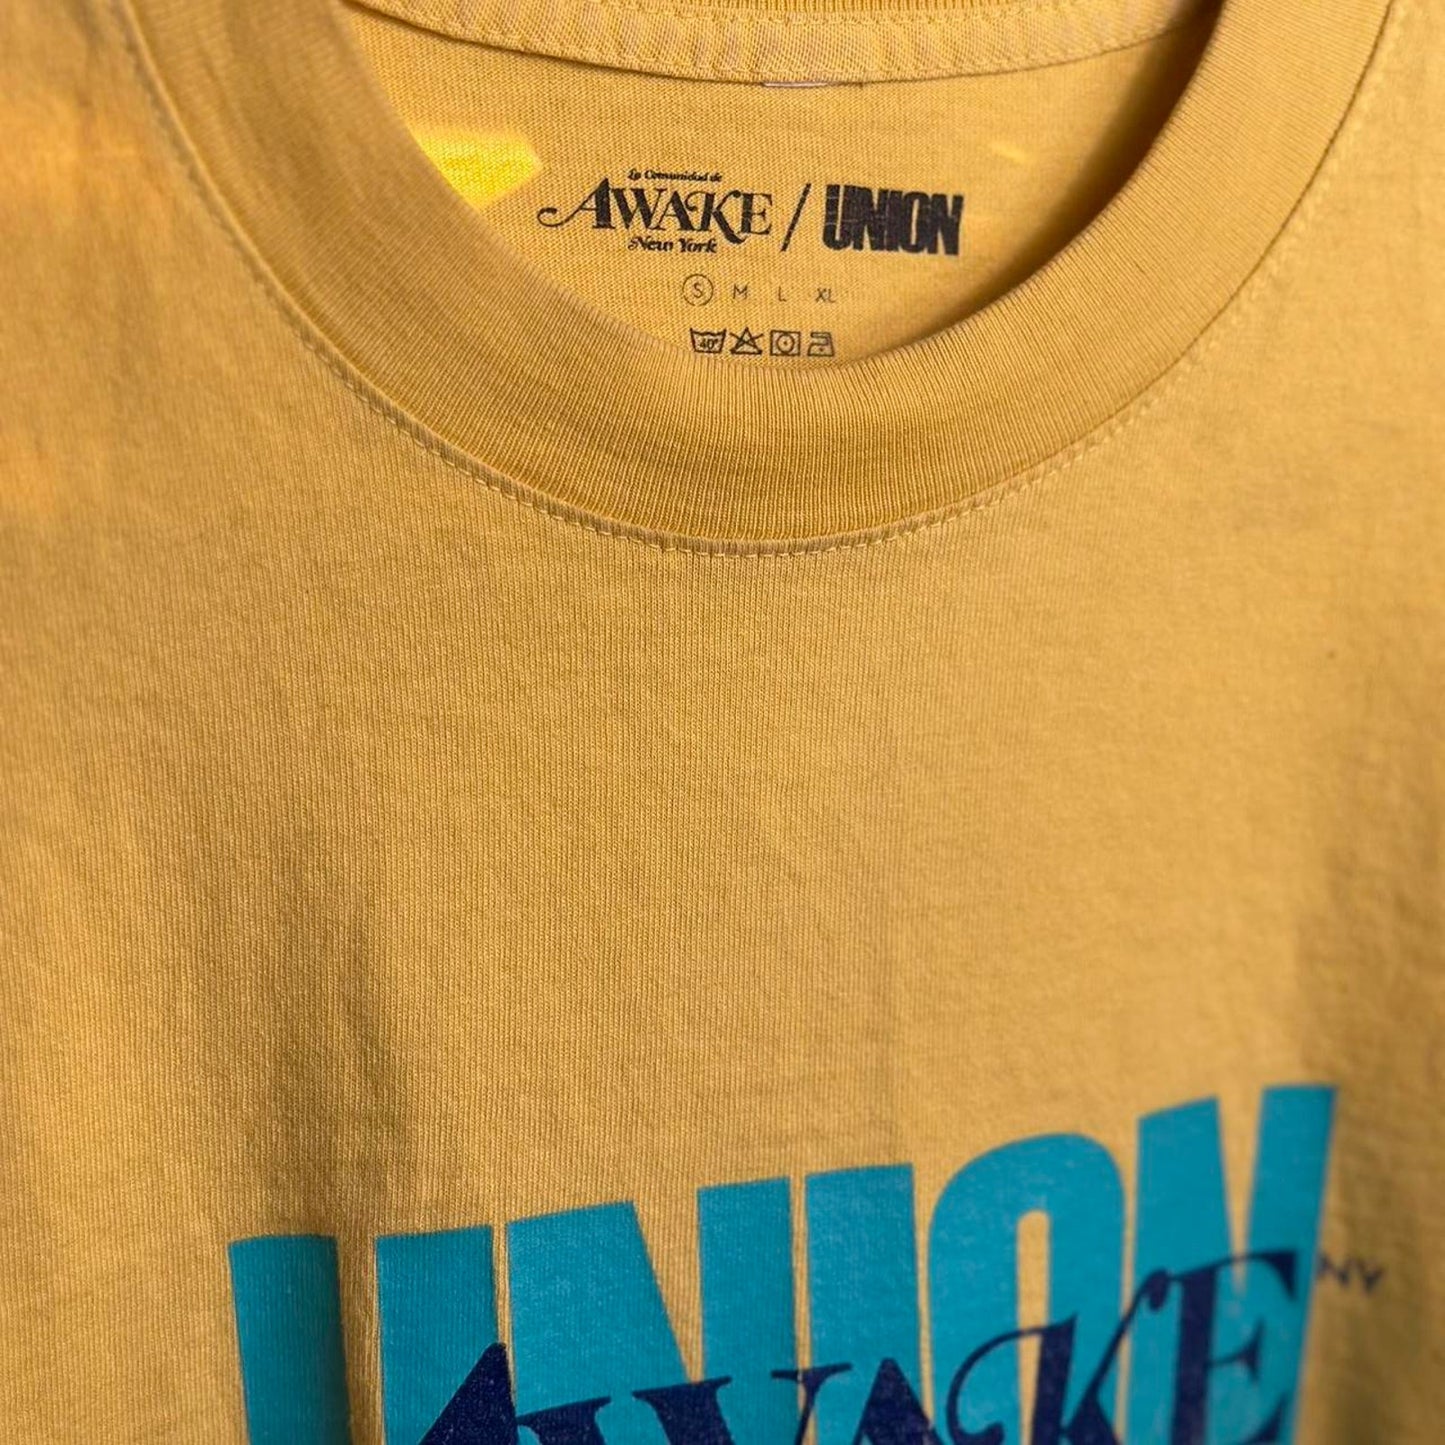 La Comunidad de
AWAKE / UNION
New York
S M L XL
40°
UNION
AWAKE NY